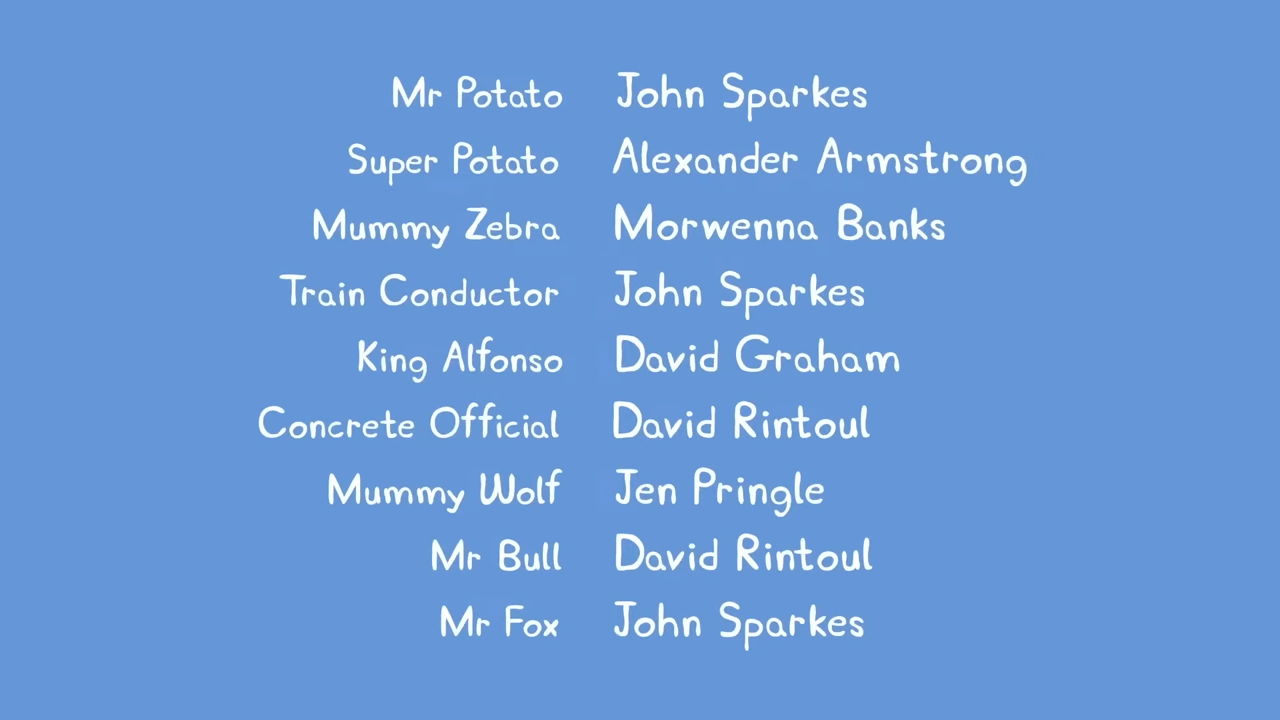 Mr Potato John Sparkes
Super Potato Alexander Armstrong
Mummy Zebra Morwenna Banks
Train Conductor John Sparkes
King Alfonso David Graham
Concrete Official David Rintoul
Mummy Wolf Jen Pringle
Mr Bull David Rintoul
Mr Fox John Sparkes